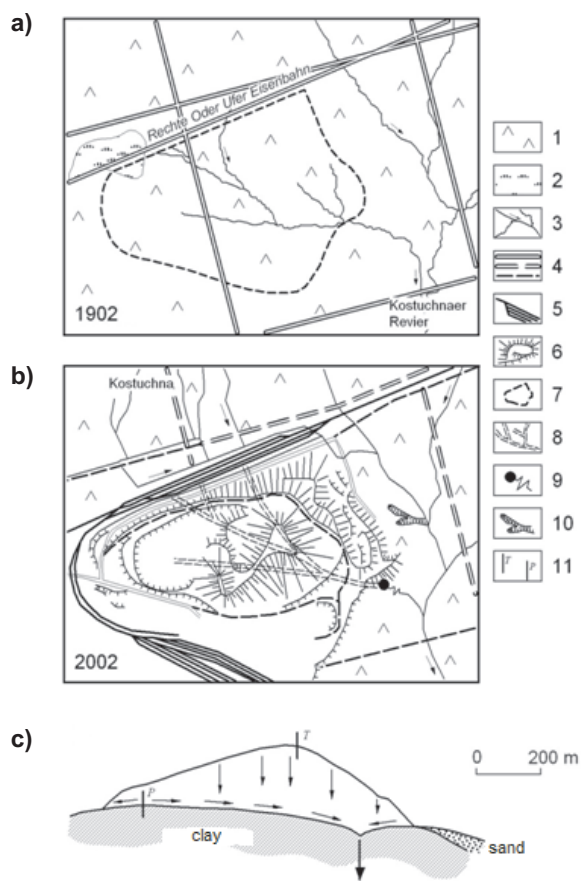 a)
Rechte Oder Ufer Eisenbahn
1902
Kostuchnaer
Revier
b)
Kostuchna
2002
1
2
3
4
5
6
7
8
9
10
T P 11
c)
T
P
clay
sand
0 200 m